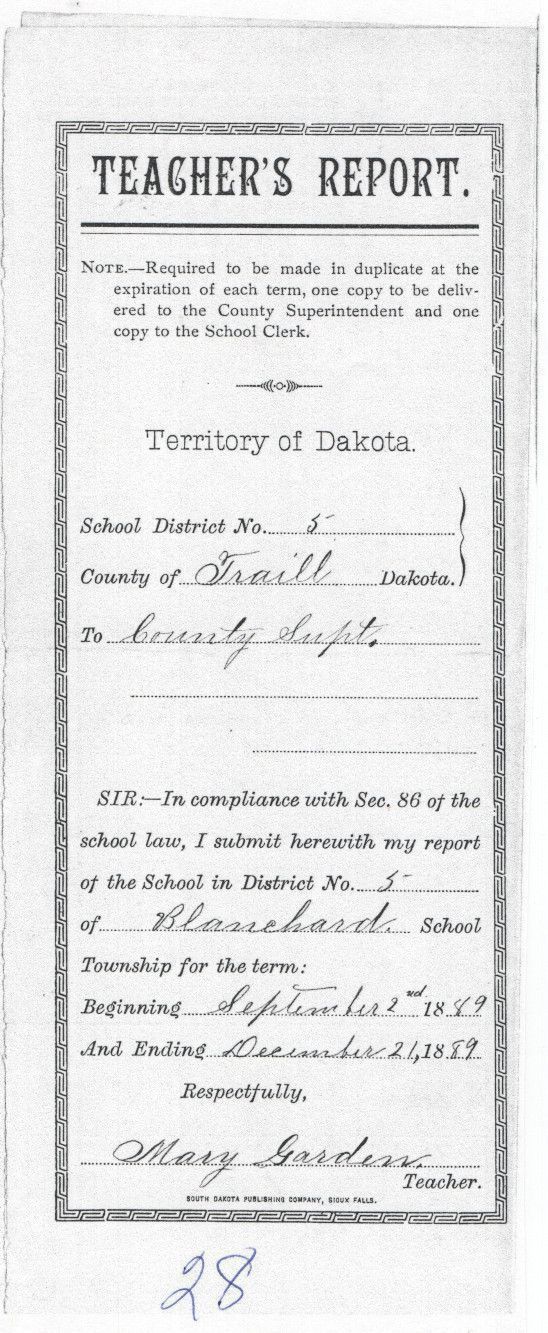 TEACHER'S REPORT.
NOTE.—Required to be made in duplicate at the
expiration of each term, one copy to be deliv-
ered to the County Superintendent and one
copy to the School Clerk.
Territory of Dakota.
School District No. 5
County of Traill Dakota.
To County Supt.
SIR:—In compliance with Sec. 86 of the
school law, I submit herewith my report
of the School in District No. 5
of Blanchard. School
Township for the term:
Beginning September 2nd 1889
And Ending December 21, 1889.
Respectfully,
Mary Garden.
Teacher.
SOUTH DAKOTA PUBLISHING COMPANY, SIOUX FALLS.
28